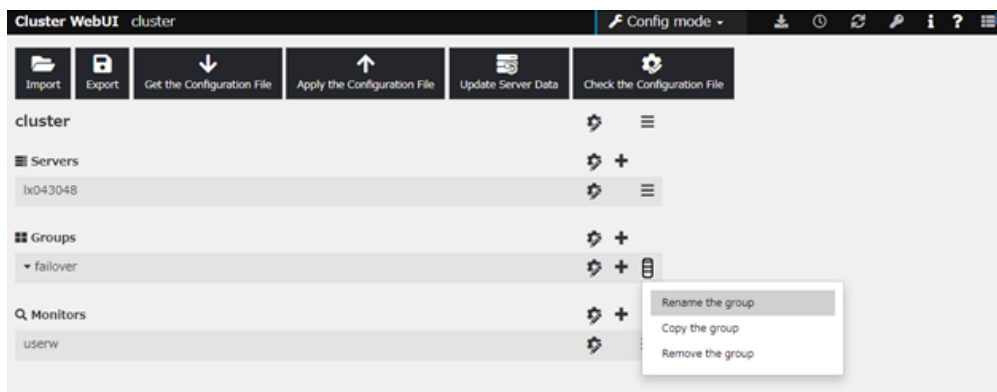 Cluster WebUI cluster Config mode
Import Export Get the Configuration File Apply the Configuration File Update Server Data Check the Configuration File
cluster
Servers
lx043048
Groups
failover
Rename the group
Monitors
Copy the group
userw
Remove the group